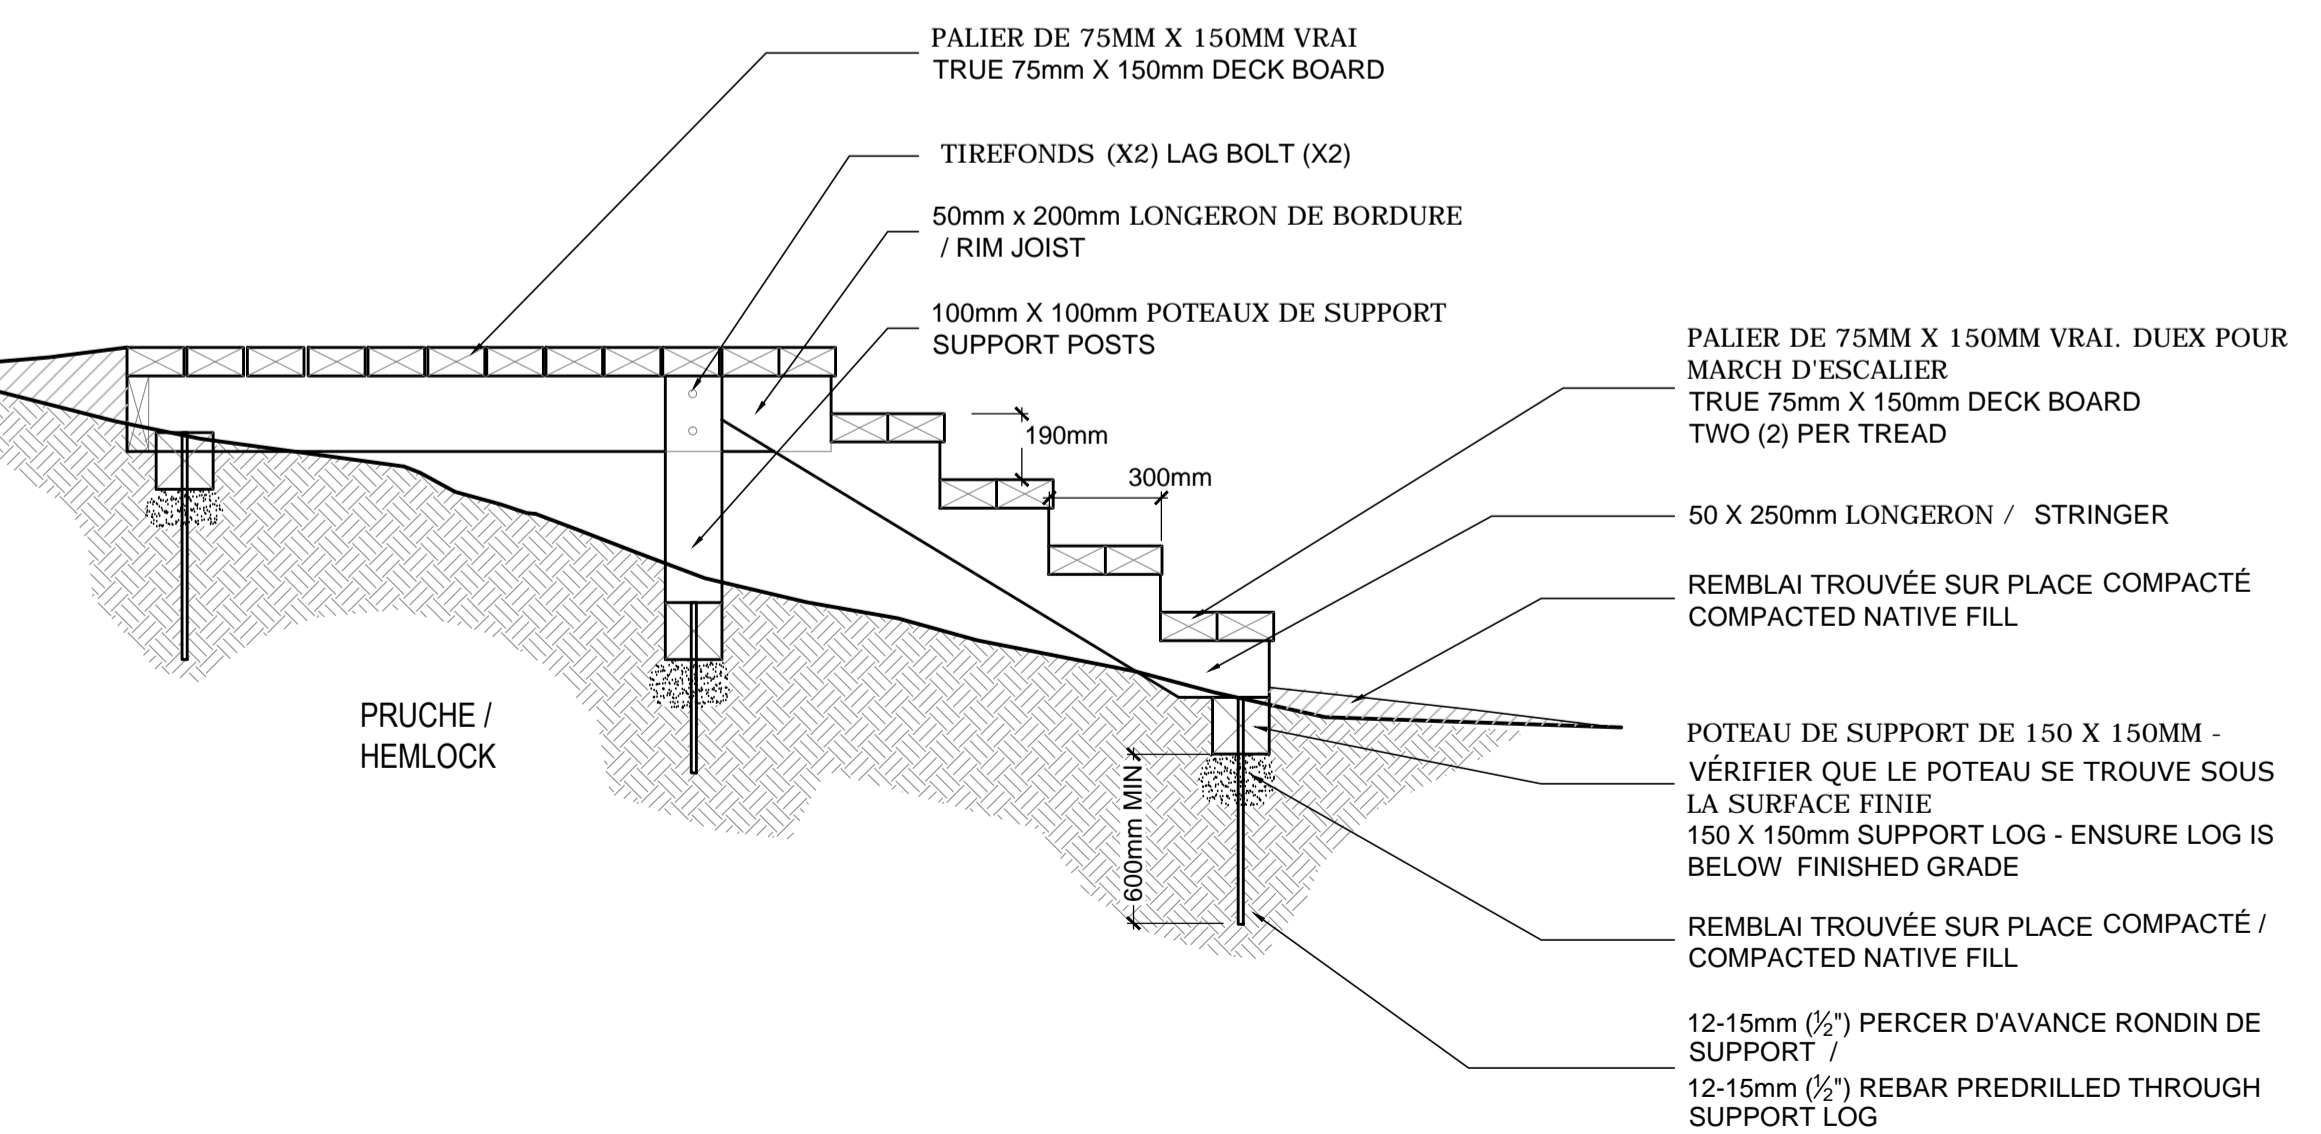 PALIER DE 75MM X 150MM VRAI
TRUE 75mm X 150mm DECK BOARD
TIREFONDS (X2) LAG BOLT (X2)
50mm x 200mm LONGERON DE BORDURE
/ RIM JOIST
100mm X 100mm POTEAUX DE SUPPORT
SUPPORT POSTS
190mm
300mm
PALIER DE 75MM X 150MM VRAI. DUEX POUR
MARCH D'ESCALIER
TRUE 75mm X 150mm DECK BOARD
TWO (2) PER TREAD
50 X 250mm LONGERON / STRINGER
REMBLAI TROUVÉE SUR PLACE COMPACTÉ
COMPACTED NATIVE FILL
PRUCHE /
HEMLOCK
600mm MIN
POTEAU DE SUPPORT DE 150 X 150MM -
VÉRIFIER QUE LE POTEAU SE TROUVE SOUS
LA SURFACE FINIE
150 X 150mm SUPPORT LOG - ENSURE LOG IS
BELOW FINISHED GRADE
REMBLAI TROUVÉE SUR PLACE COMPACTÉ /
COMPACTED NATIVE FILL
12-15mm (½") PERCER D'AVANCE RONDIN DE
SUPPORT /
12-15mm (½") REBAR PREDRILLED THROUGH
SUPPORT LOG